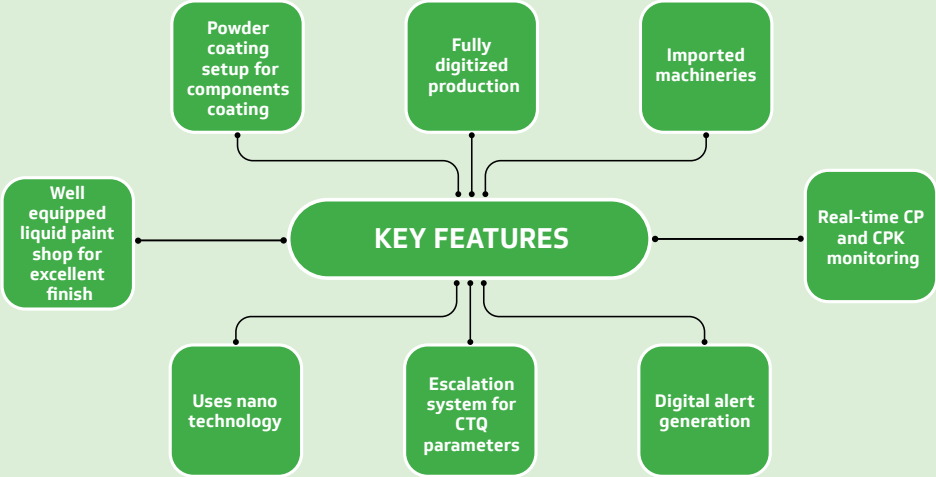 Powder
coating
setup for
components
coating
Fully
digitized
production
Imported
machineries
Well
equipped
liquid paint
shop for
excellent
finish
KEY FEATURES
Real-time CP
and CPK
monitoring
Uses nano
technology
Escalation
system for
CTQ
parameters
Digital alert
generation